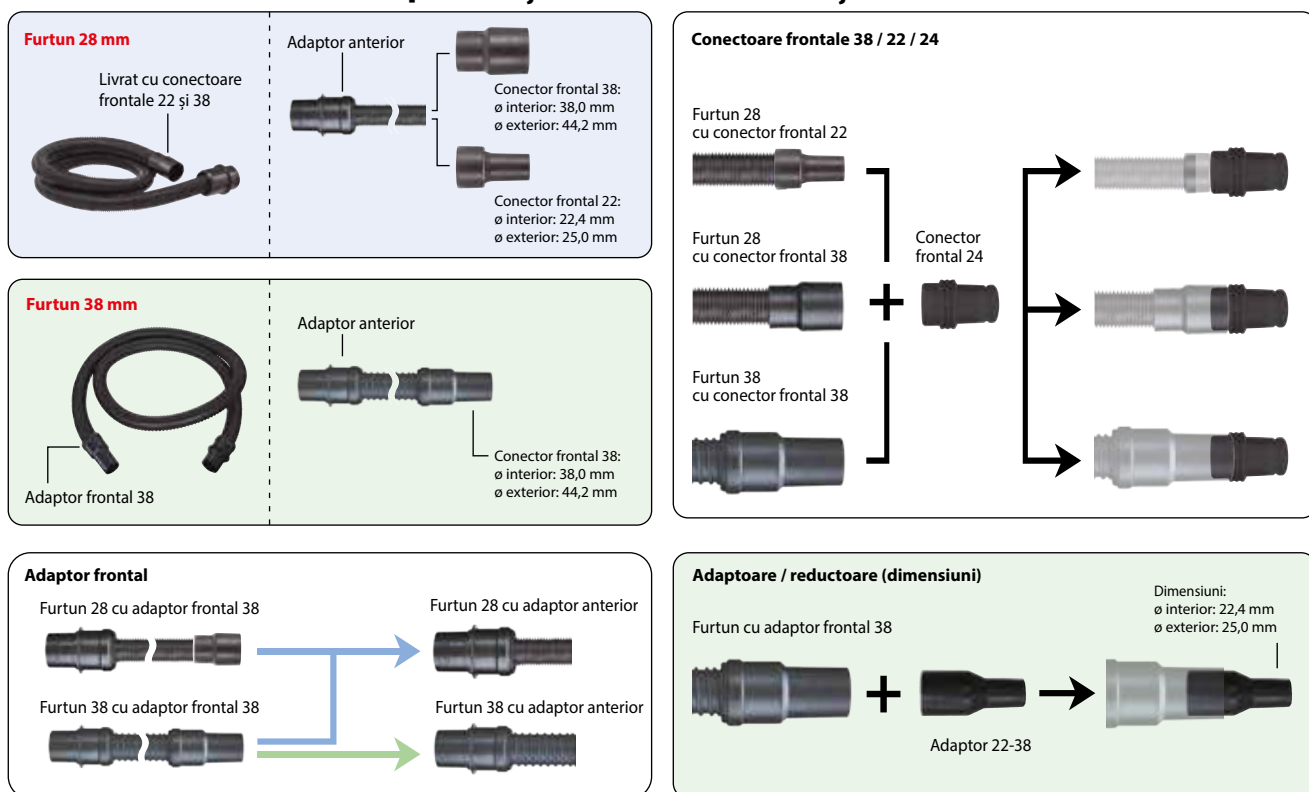 Furtun 28 mm
Livrat cu conectoare
frontale 22 și 38
Adaptor anterior
Conector frontal 38:
ø interior: 38,0 mm
ø exterior: 44,2 mm
Conector frontal 22:
ø interior: 22,4 mm
ø exterior: 25,0 mm
Furtun 38 mm
Adaptor frontal 38
Adaptor anterior
Conector frontal 38:
ø interior: 38,0 mm
ø exterior: 44,2 mm
Adaptor frontal
Furtun 28 cu adaptor frontal 38
Furtun 28 cu adaptor anterior
Furtun 38 cu adaptor frontal 38
Furtun 38 cu adaptor anterior
Conectoare frontale 38 / 22 / 24
Furtun 28
cu conector frontal 22
Furtun 28
cu conector frontal 38
Conector
frontal 24
Furtun 38
cu conector frontal 38
Adaptoare / reductoare (dimensiuni)
Furtun cu adaptor frontal 38
Adaptor 22-38
Dimensiuni:
ø interior: 22,4 mm
ø exterior: 25,0 mm